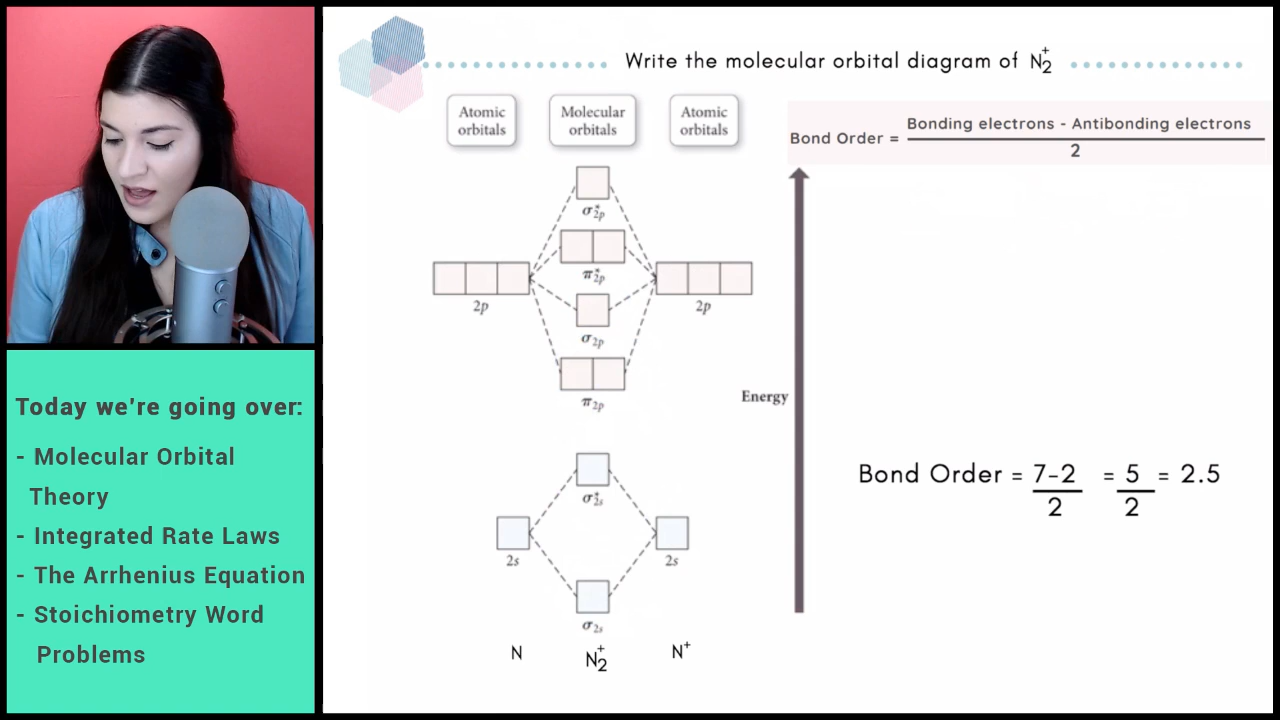 Write the molecular orbital diagram of N₂⁺
Atomic
orbitals
Molecular
orbitals
Atomic
orbitals
Bond Order = Bonding electrons - Antibonding electrons
2
σ*2p
π*2p
2p
2p
σ2p
π2p
Energy
σ*2s
2s
2s
σ2s
N
N₂⁺
N⁺
Bond Order = 7-2 = 5 = 2.5
2 2
Today we're going over:
- Molecular Orbital
Theory
- Integrated Rate Laws
- The Arrhenius Equation
- Stoichiometry Word
Problems